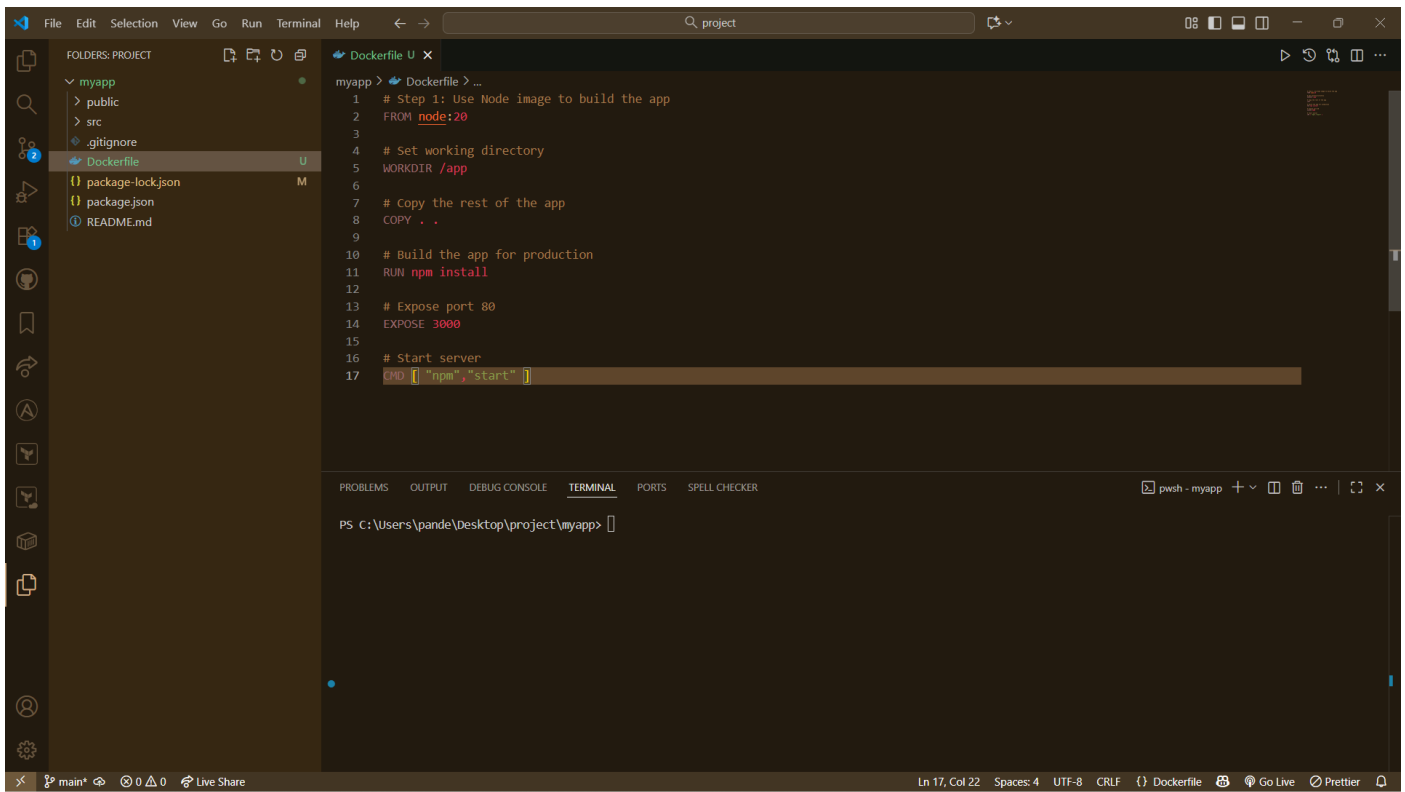 File Edit Selection View Go Run Terminal Help
project
FOLDERS: PROJECT
myapp
public
src
.gitignore
Dockerfile U
package-lock.json M
package.json
README.md
2
1
Dockerfile U
myapp > Dockerfile > ...
1 # Step 1: Use Node image to build the app
2 FROM node:20
3
4 # Set working directory
5 WORKDIR /app
6
7 # Copy the rest of the app
8 COPY . .
9
10 # Build the app for production
11 RUN npm install
12
13 # Expose port 80
14 EXPOSE 3000
15
16 # Start server
17 CMD [ "npm","start" ]
PROBLEMS OUTPUT DEBUG CONSOLE TERMINAL PORTS SPELL CHECKER
pwsh - myapp
PS C:\Users\pande\Desktop\project\myapp>
main* 0 0 Live Share
Ln 17, Col 22 Spaces: 4 UTF-8 CRLF {} Dockerfile Go Live Prettier